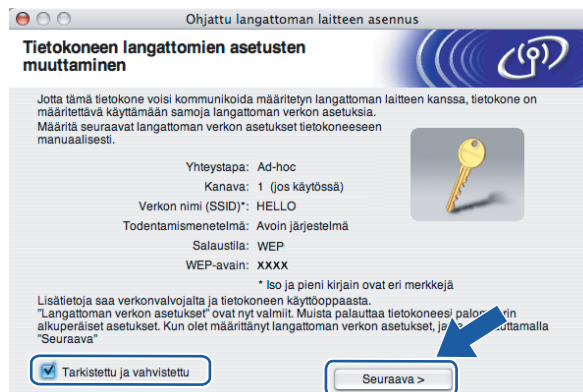 Ohjattu langattoman laitteen asennus
Tietokoneen langattomien asetusten
muuttaminen
Jotta tämä tietokone voisi kommunikoida määritetyn langattoman laitteen kanssa, tietokone on
määritettävä käyttämään samoja langattoman verkon asetuksia.
Määritä seuraavat langattoman verkon asetukset tietokoneeseen
manuaalisesti.
Yhteystapa: Ad-hoc
Kanava: 1 (jos käytössä)
Verkon nimi (SSID)*: HELLO
Todentamismenetelmä: Avoin järjestelmä
Salaustila: WEP
WEP-avain: XXXX
* Iso ja pieni kirjain ovat eri merkkejä
Lisätietoja saa verkonvalvojalta ja tietokoneen käyttöoppaasta.
"Langattoman verkon asetukset" ovat nyt valmiit. Muista palauttaa tietokoneesi
alkuperäiset asetukset. Kun olet määrittänyt langattoman verkon asetukset,
"Seuraava"
Tarkistettu ja vahvistettu
Seuraava >